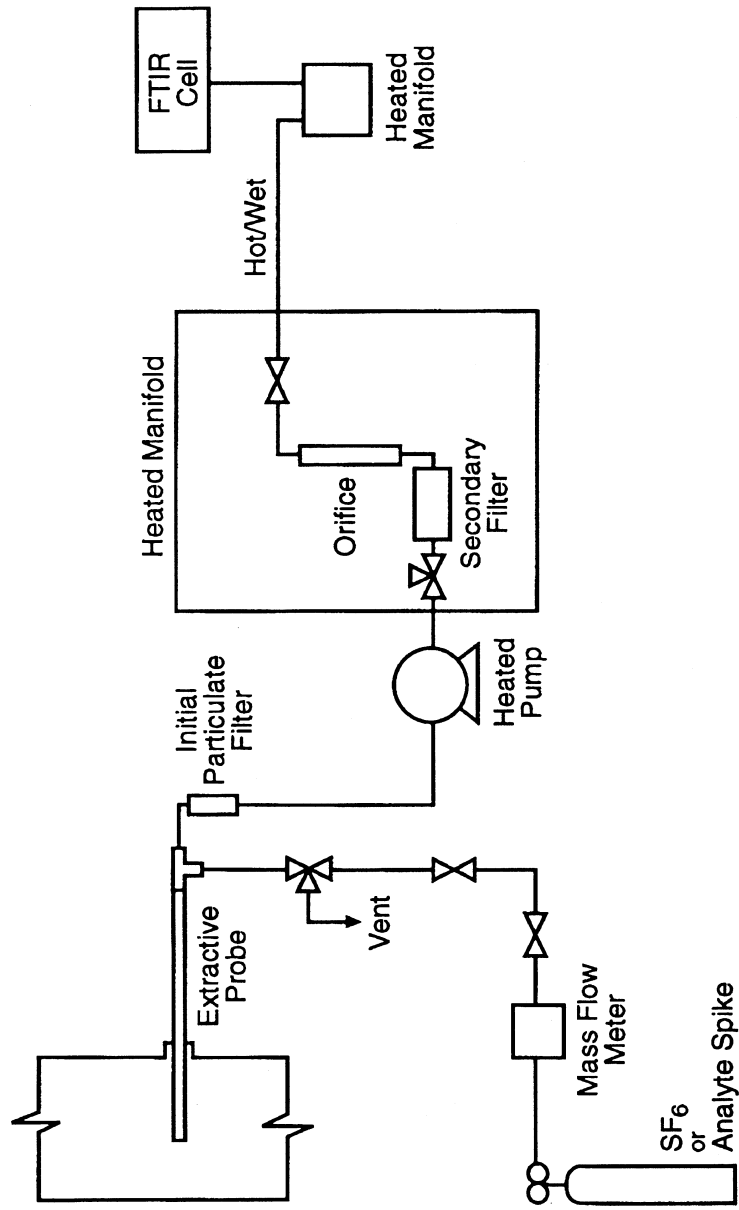 FTIR
Cell
Heated
Manifold
Hot/Wet
Heated Manifold
Orifice
Secondary
Filter
Heated
Pump
Initial
Particulate
Filter
Extractive
Probe
Vent
Mass Flow
Meter
SF₆
or
Analyte Spike